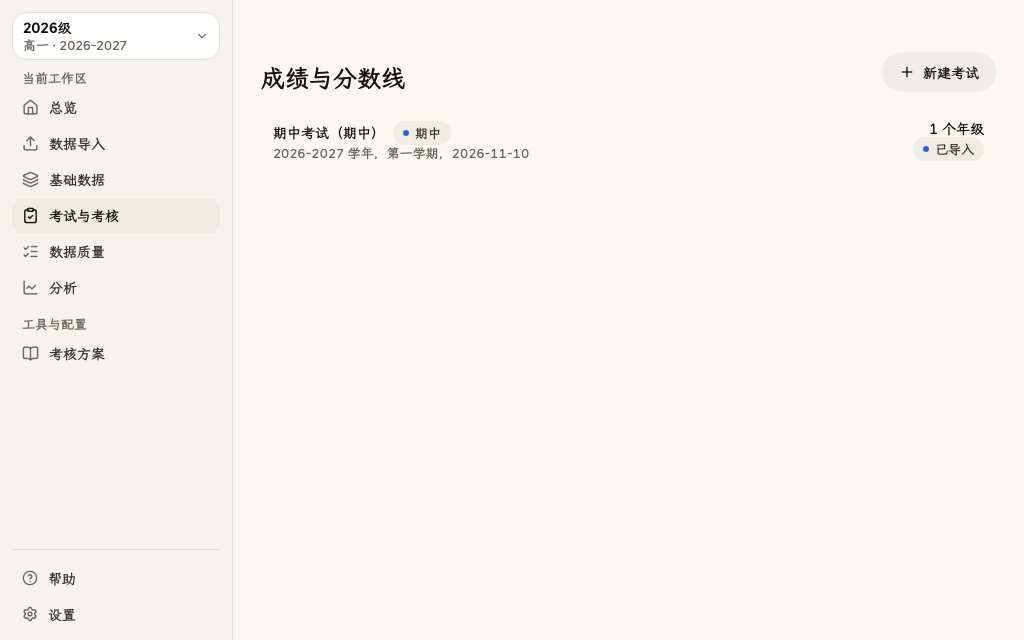 2026级
高一 · 2026-2027
当前工作区
总览
数据导入
基础数据
考试与考核
数据质量
分析
工具与配置
考核方案
帮助
设置
成绩与分数线
新建考试
期中考试（期中） 期中
2026-2027 学年，第一学期，2026-11-10
1 个年级
已导入